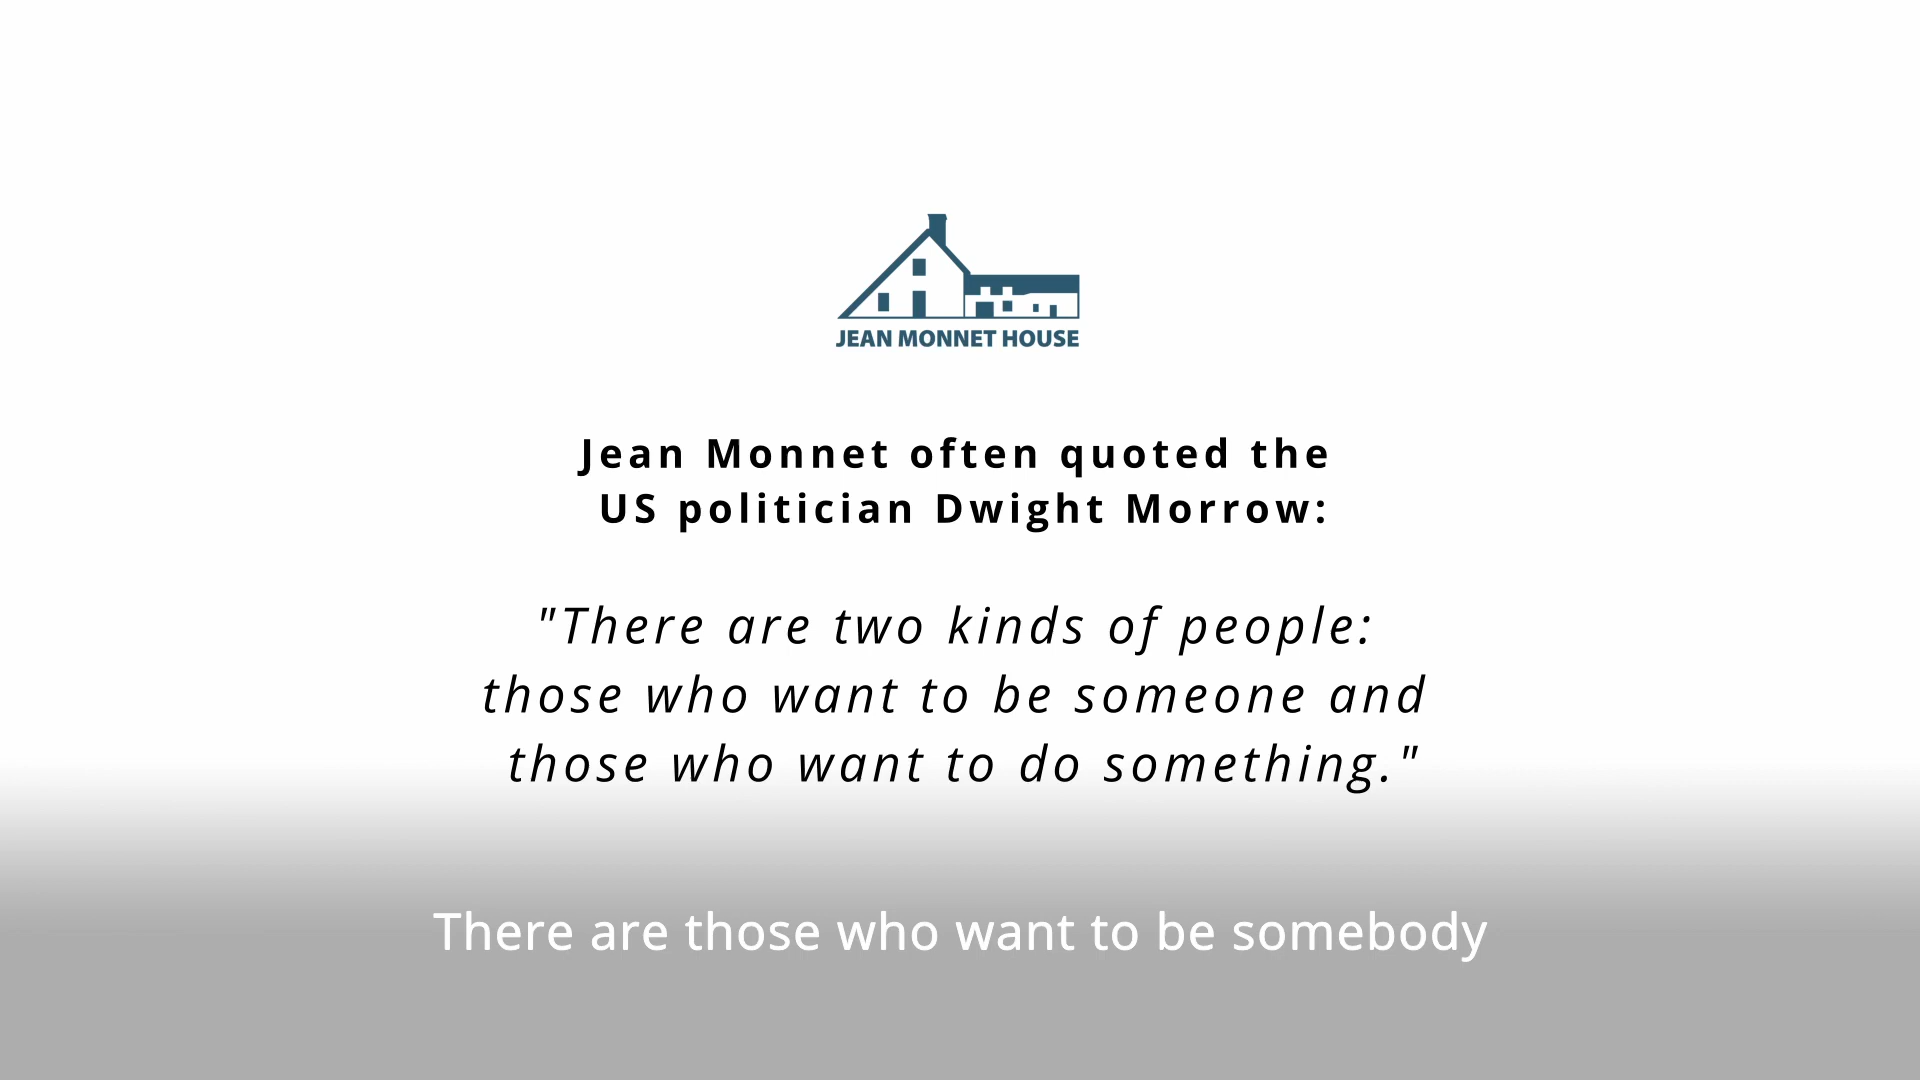 JEAN MONNET HOUSE
Jean Monnet often quoted the
US politician Dwight Morrow:
"There are two kinds of people:
those who want to be someone and
those who want to do something."
There are those who want to be somebody